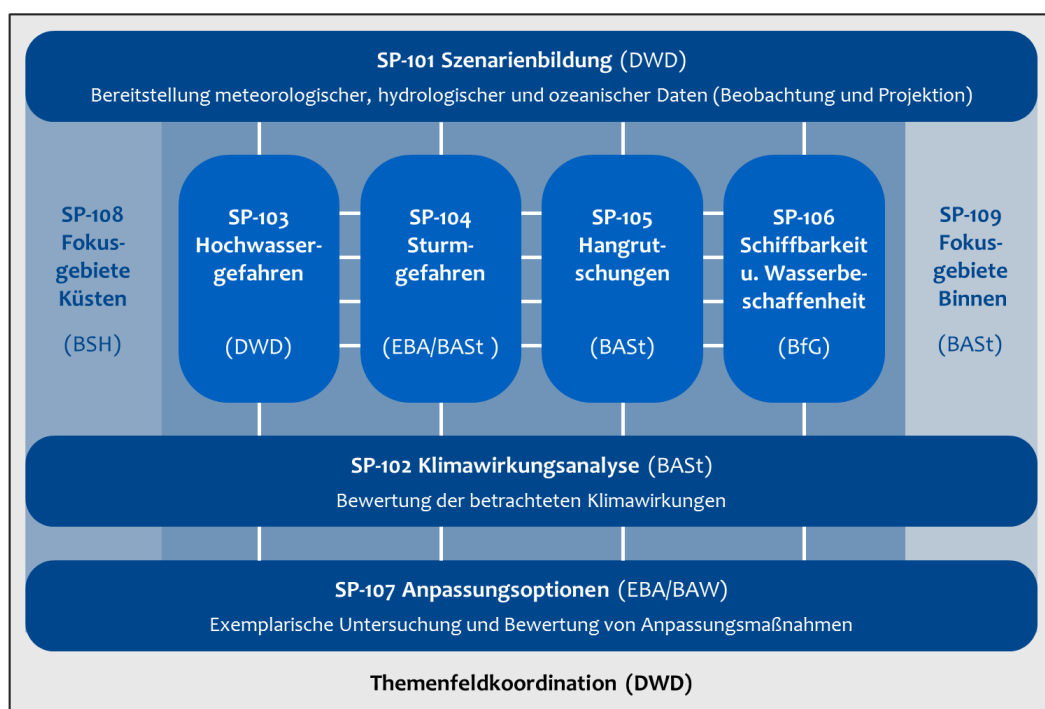 SP-101 Szenarienbildung (DWD)
Bereitstellung meteorologischer, hydrologischer und ozeanischer Daten (Beobachtung und Projektion)
SP-108
Fokus-
gebiete
Küsten
(BSH)
SP-103
Hochwasser-
gefahren
(DWD)
SP-104
Sturm-
gefahren
(EBA/BASt )
SP-105
Hangrut-
schungen
(BASt)
SP-106
Schiffbarkeit
u. Wasserbe-
schaffenheit
(BfG)
SP-109
Fokus-
gebiete
Binnen
(BASt)
SP-102 Klimawirkungsanalyse (BASt)
Bewertung der betrachteten Klimawirkungen
SP-107 Anpassungsoptionen (EBA/BAW)
Exemplarische Untersuchung und Bewertung von Anpassungsmaßnahmen
Themenfeldkoordination (DWD)